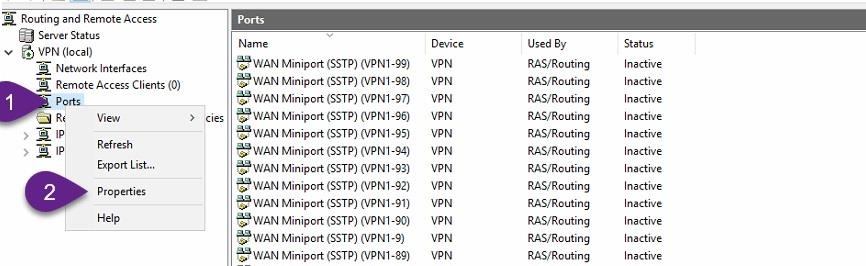 Routing and Remote Access
Server Status
VPN (local)
Network Interfaces
Remote Access Clients (0)
1
Ports
Re cies
IP
IP
View
Refresh
Export List...
2
Properties
Help
Ports
Name Device Used By Status
WAN Miniport (SSTP) (VPN1-99) VPN RAS/Routing Inactive
WAN Miniport (SSTP) (VPN1-98) VPN RAS/Routing Inactive
WAN Miniport (SSTP) (VPN1-97) VPN RAS/Routing Inactive
WAN Miniport (SSTP) (VPN1-96) VPN RAS/Routing Inactive
WAN Miniport (SSTP) (VPN1-95) VPN RAS/Routing Inactive
WAN Miniport (SSTP) (VPN1-94) VPN RAS/Routing Inactive
WAN Miniport (SSTP) (VPN1-93) VPN RAS/Routing Inactive
WAN Miniport (SSTP) (VPN1-92) VPN RAS/Routing Inactive
WAN Miniport (SSTP) (VPN1-91) VPN RAS/Routing Inactive
WAN Miniport (SSTP) (VPN1-90) VPN RAS/Routing Inactive
WAN Miniport (SSTP) (VPN1-9) VPN RAS/Routing Inactive
WAN Miniport (SSTP) (VPN1-89) VPN RAS/Routing Inactive